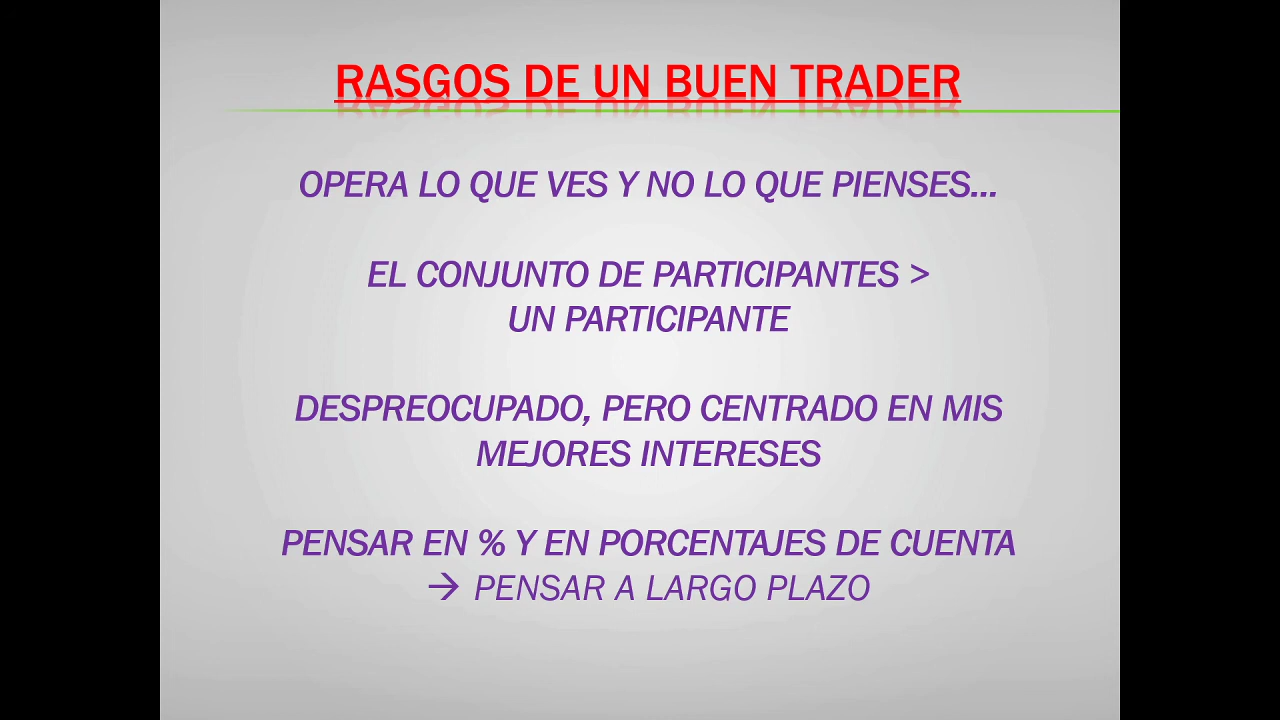 RASGOS DE UN BUEN TRADER
OPERA LO QUE VES Y NO LO QUE PIENSES...
EL CONJUNTO DE PARTICIPANTES >
UN PARTICIPANTE
DESPREOCUPADO, PERO CENTRADO EN MIS
MEJORES INTERESES
PENSAR EN % Y EN PORCENTAJES DE CUENTA
→ PENSAR A LARGO PLAZO